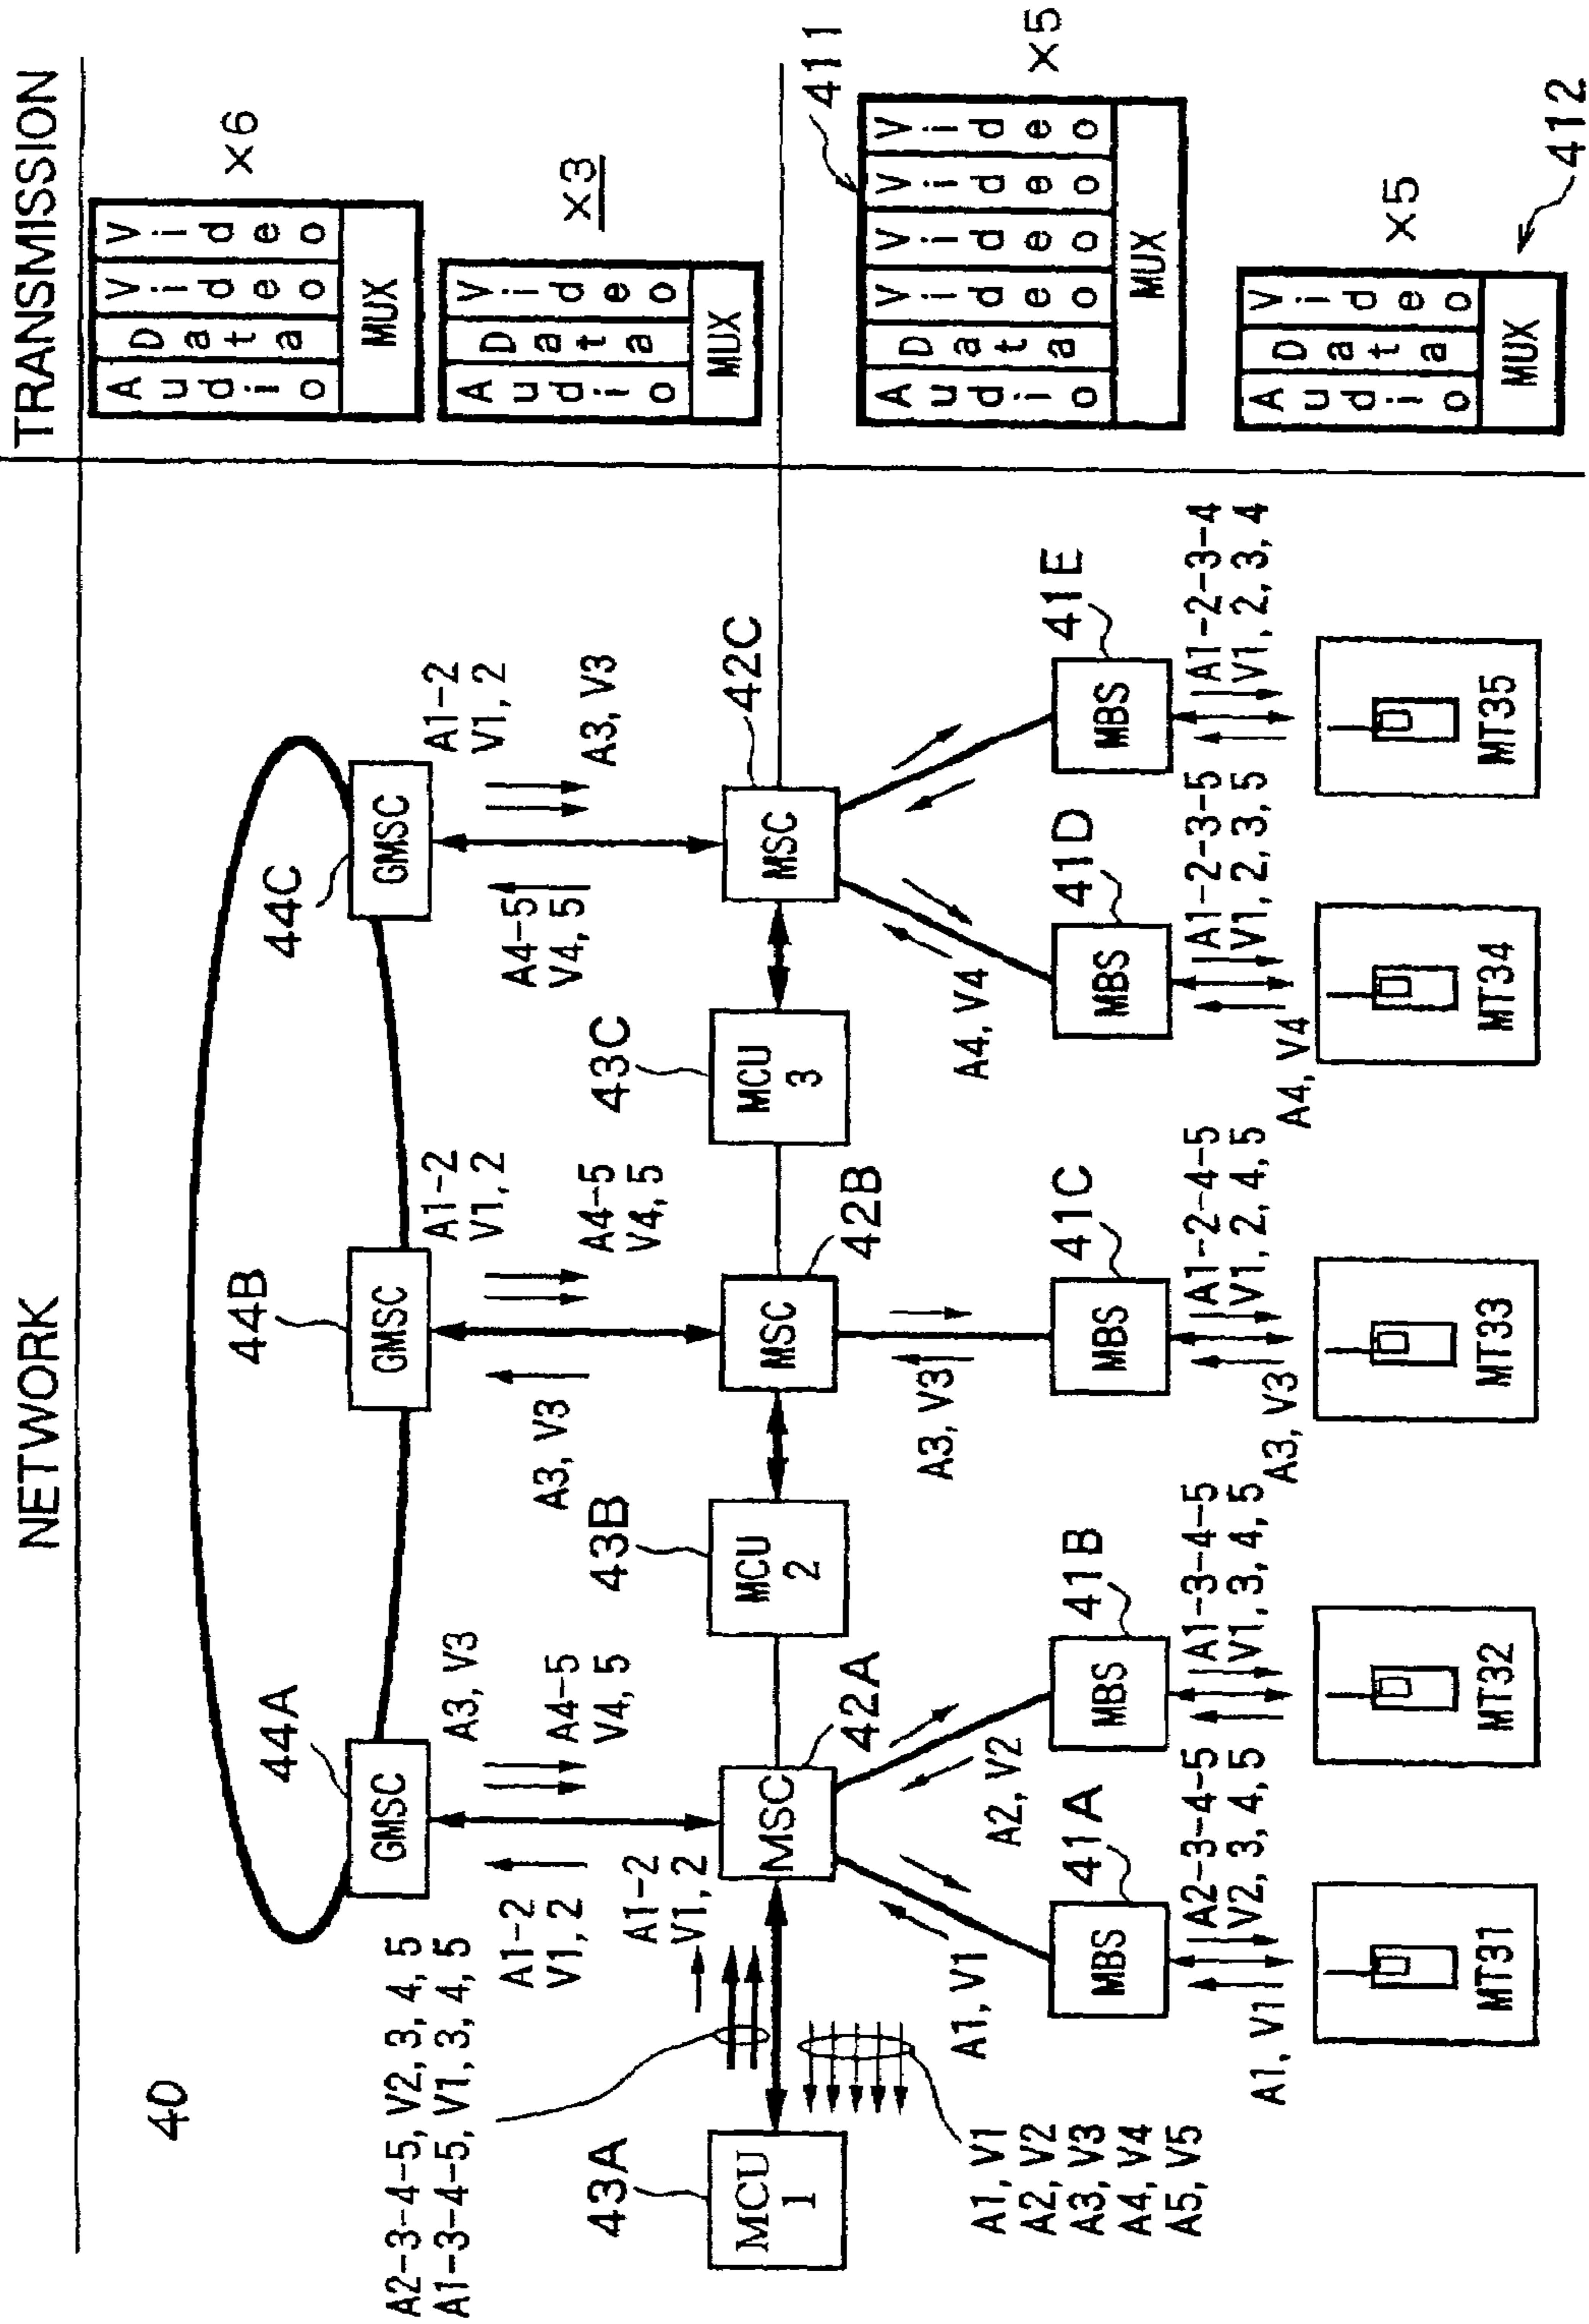 NETWORK
TRANSMISSION
40
44A
44B
44C
GMSC
GMSC
GMSC
A2-3-4-5, V2, 3, 4, 5
A1-3-4-5, V1, 3, 4, 5
A1-2
V1, 2
A3, V3
A4-5
V4, 5
A3, V3
A1-2
V1, 2
A4-5
V4, 5
A4-5
V4, 5
A1-2
V1, 2
A3, V3
A1-2
V1, 2
43A
MCU
1
42A
MSC
43B
MCU
2
42B
MSC
43C
MCU
3
42C
MSC
A1, V1
A2, V2
A3, V3
A4, V4
A5, V5
A1, V1
A2, V2
A3, V3
A4, V4
41A
MBS
41B
MBS
41C
MBS
41D
MBS
41E
MBS
A1, V1
A2-3-4-5
V2, 3, 4, 5
A1-3-4-5
V1, 3, 4, 5
A3, V3
A1-2-4-5
V1, 2, 4, 5
A4, V4
A1-2-3-5
V1, 2, 3, 5
A1-2-3-4
V1, 2, 3, 4
MT31
MT32
MT33
MT34
MT35
Audio Data Video Video
MUX
x6
Audio Data Video
MUX
x3
Audio Data Video Video Video Video
MUX
x5
411
Audio Data Video
MUX
x5
412